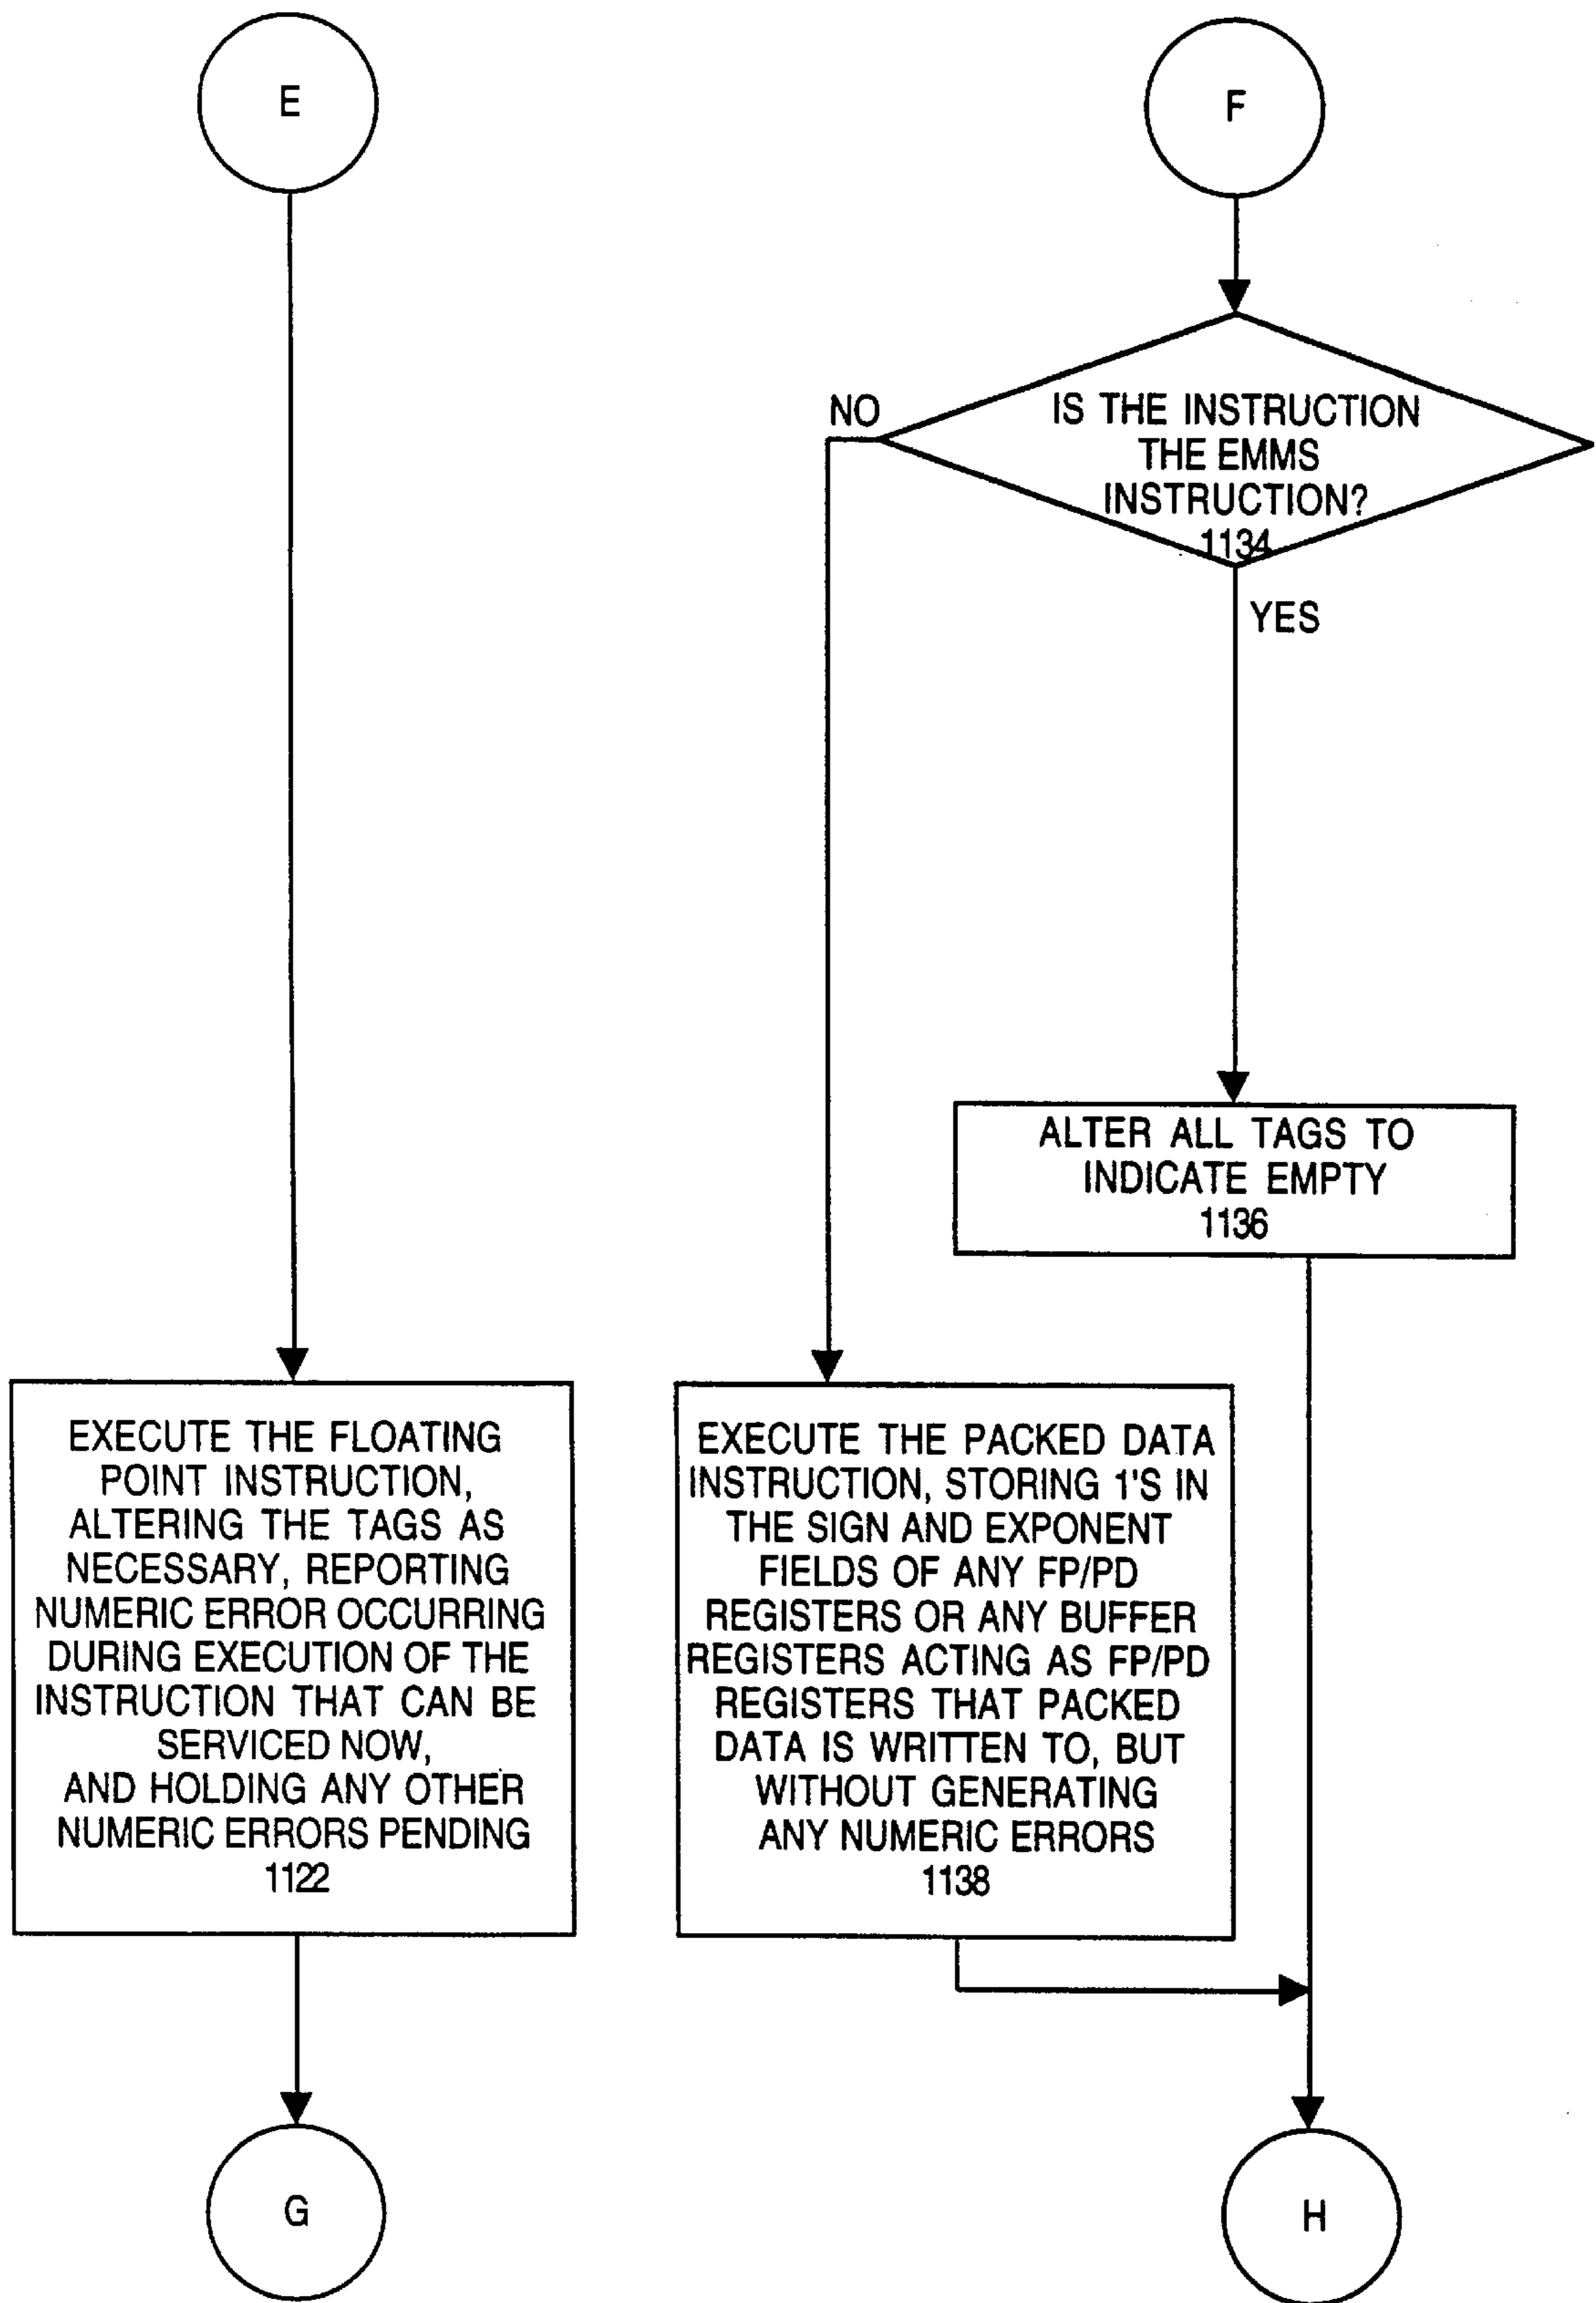 E
F
NO
IS THE INSTRUCTION
THE EMMS
INSTRUCTION?
1134
YES
ALTER ALL TAGS TO
INDICATE EMPTY
1136
EXECUTE THE FLOATING
POINT INSTRUCTION,
ALTERING THE TAGS AS
NECESSARY, REPORTING
NUMERIC ERROR OCCURRING
DURING EXECUTION OF THE
INSTRUCTION THAT CAN BE
SERVICED NOW,
AND HOLDING ANY OTHER
NUMERIC ERRORS PENDING
1122
EXECUTE THE PACKED DATA
INSTRUCTION, STORING 1'S IN
THE SIGN AND EXPONENT
FIELDS OF ANY FP/PD
REGISTERS OR ANY BUFFER
REGISTERS ACTING AS FP/PD
REGISTERS THAT PACKED
DATA IS WRITTEN TO, BUT
WITHOUT GENERATING
ANY NUMERIC ERRORS
1138
G
H